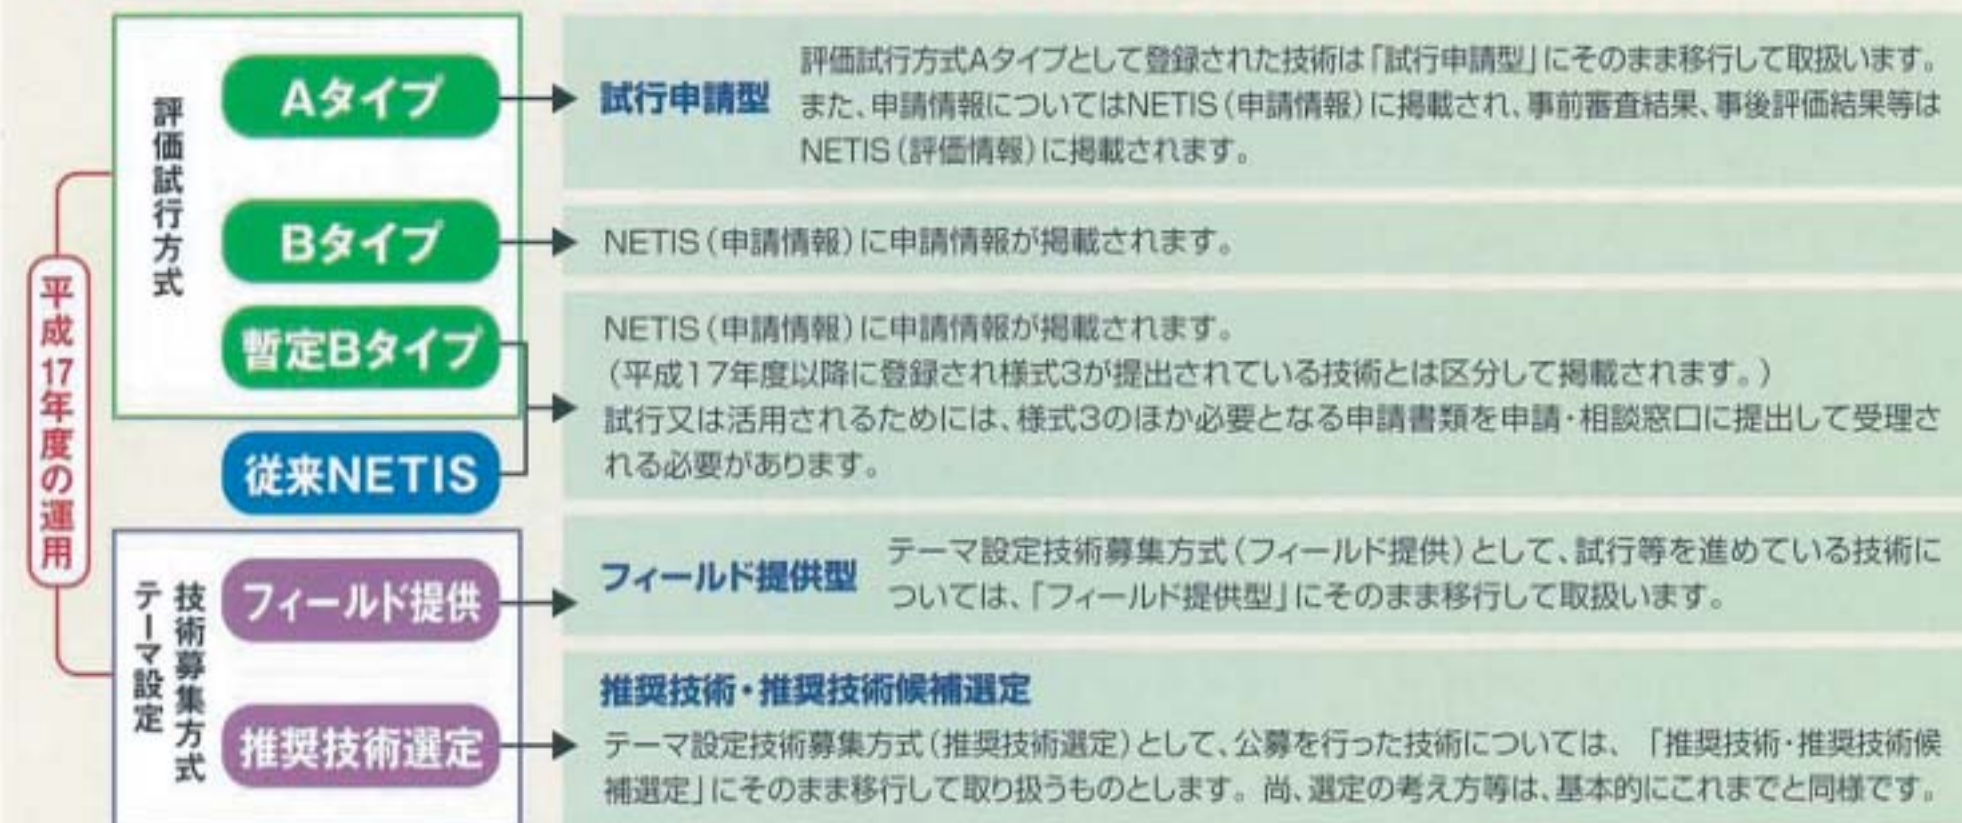 平成17年度の運用
評価試行方式
Aタイプ
試行申請型
評価試行方式Aタイプとして登録された技術は「試行申請型」にそのまま移行して取扱います。
また、申請情報についてはNETIS(申請情報)に掲載され、事前審査結果、事後評価結果等は
NETIS(評価情報)に掲載されます。
Bタイプ
NETIS(申請情報)に申請情報が掲載されます。
暫定Bタイプ
従来NETIS
NETIS(申請情報)に申請情報が掲載されます。
(平成17年度以降に登録され様式3が提出されている技術とは区分して掲載されます。)
試行又は活用されるためには、様式3のほか必要となる申請書類を申請・相談窓口に提出して受理さ
れる必要があります。
技術募集方式
テーマ設定
フィールド提供
フィールド提供型
テーマ設定技術募集方式(フィールド提供)として、試行等を進めている技術に
ついては、「フィールド提供型」にそのまま移行して取扱います。
推奨技術選定
推奨技術・推奨技術候補選定
テーマ設定技術募集方式(推奨技術選定)として、公募を行った技術については、「推奨技術・推奨技術候
補選定」にそのまま移行して取り扱うものとします。尚、選定の考え方等は、基本的にこれまでと同様です。